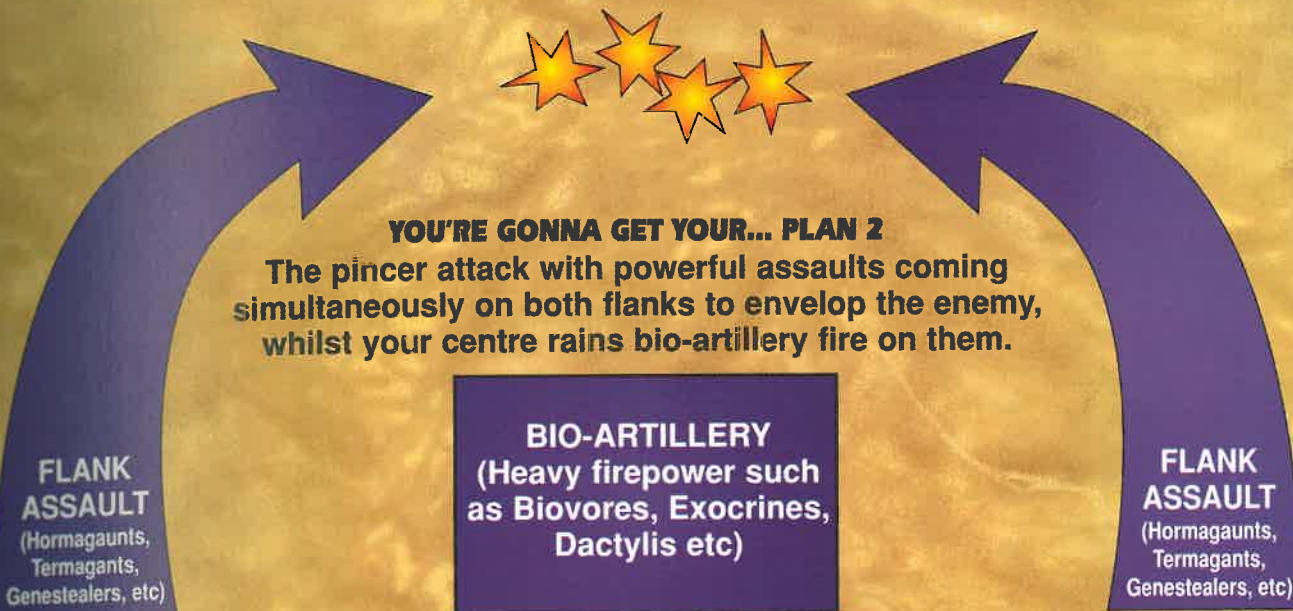 YOU'RE GONNA GET YOUR... PLAN 2
The pincer attack with powerful assaults coming
simultaneously on both flanks to envelop the enemy,
whilst your centre rains bio-artillery fire on them.
FLANK
ASSAULT
(Hormagaunts,
Termagants,
Genestealers, etc)
BIO-ARTILLERY
(Heavy firepower such
as Biovores, Exocrines,
Dactylis etc)
FLANK
ASSAULT
(Hormagaunts,
Termagants,
Genestealers, etc)